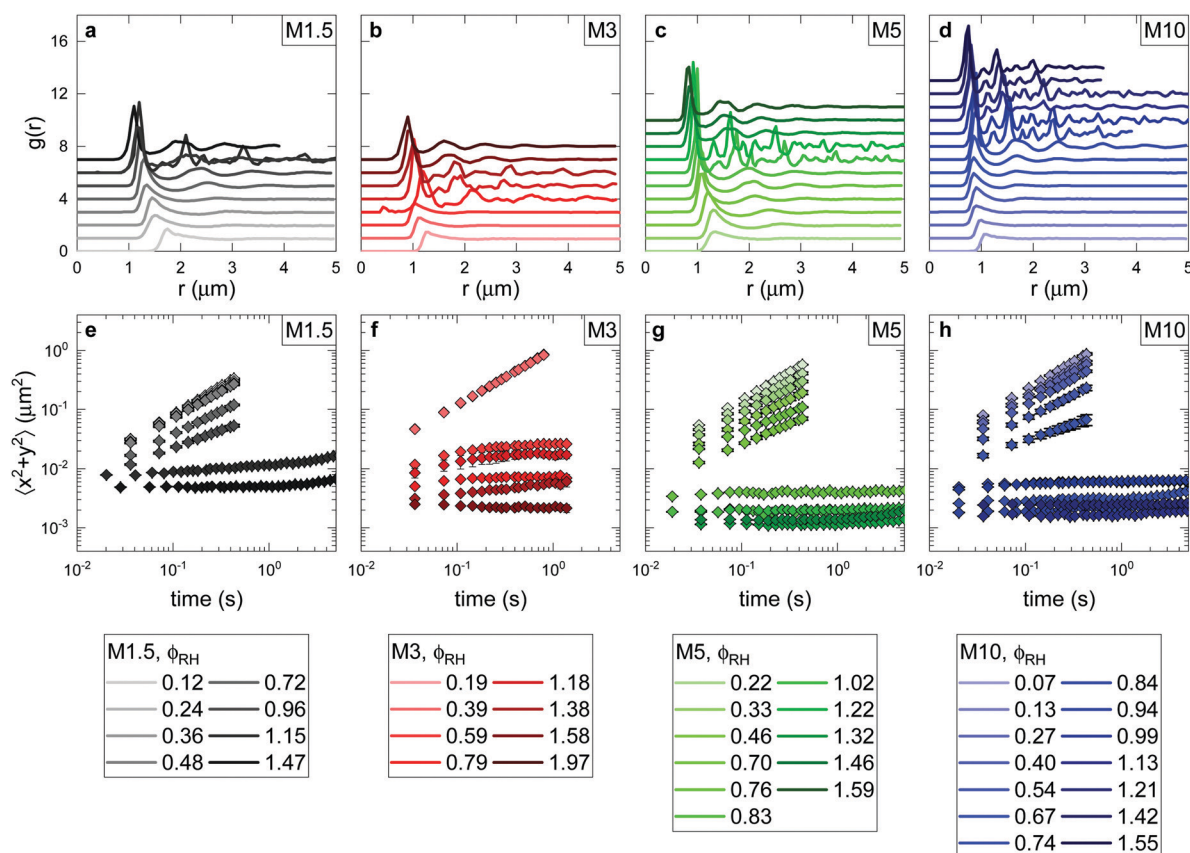 a M1.5 b M3 c M5 d M10
g(r)
16
12
8
4
0
0 1 2 3 4 5 0 1 2 3 4 5 0 1 2 3 4 5 0 1 2 3 4 5
r (μm) r (μm) r (μm) r (μm)
e M1.5 f M3 g M5 h M10
⟨x²+y²⟩ (μm²)
10⁰
10⁻¹
10⁻²
10⁻³
10⁻² 10⁻¹ 10⁰ 10⁻² 10⁻¹ 10⁰ 10⁻² 10⁻¹ 10⁰ 10⁻² 10⁻¹ 10⁰
time (s) time (s) time (s) time (s)
M1.5, ϕRH
0.12 0.72
0.24 0.96
0.36 1.15
0.48 1.47
M3, ϕRH
0.19 1.18
0.39 1.38
0.59 1.58
0.79 1.97
M5, ϕRH
0.22 1.02
0.33 1.22
0.46 1.32
0.70 1.46
0.76 1.59
0.83
M10, ϕRH
0.07 0.84
0.13 0.94
0.27 0.99
0.40 1.13
0.54 1.21
0.67 1.42
0.74 1.55